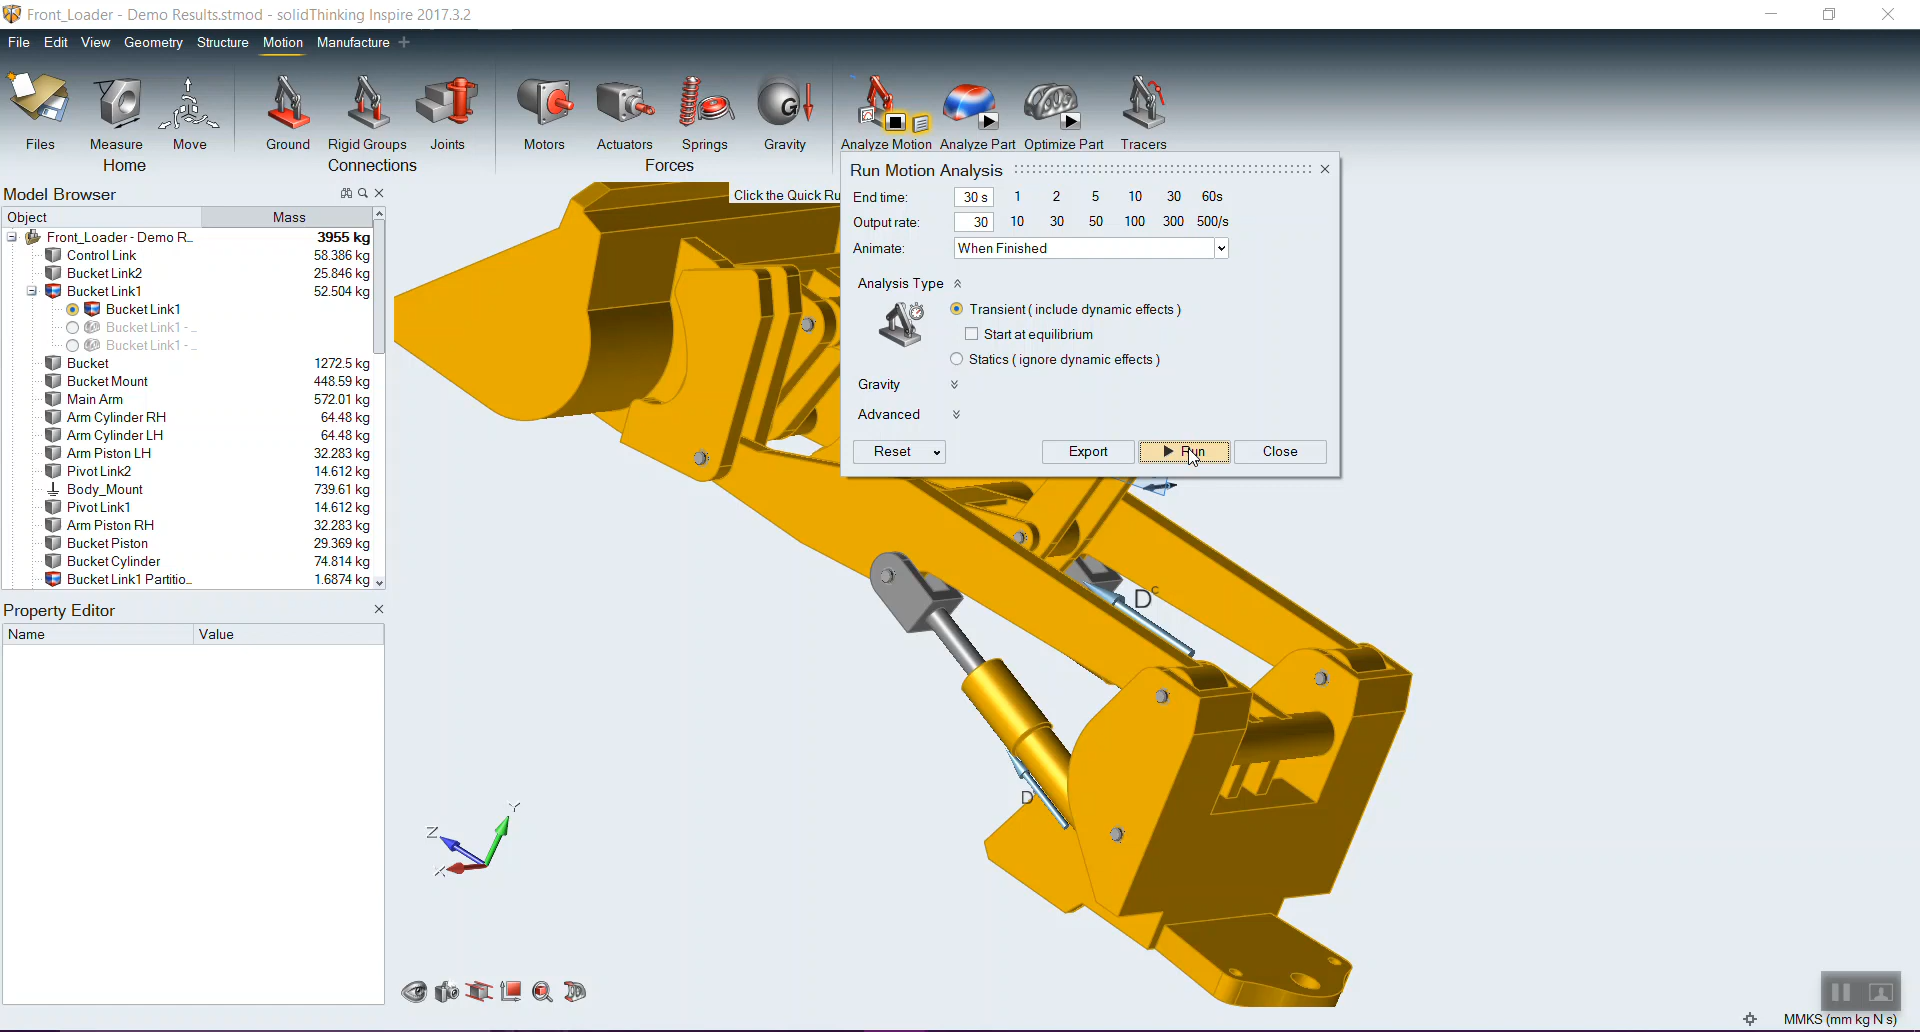 Front_Loader - Demo Results.stmod - solidThinking Inspire 2017.3.2
File Edit View Geometry Structure Motion Manufacture +
Files Measure Move Ground Rigid Groups Joints Motors Actuators Springs Gravity Analyze Motion Analyze Part Optimize Part Tracers
G
Home Connections Forces
Model Browser
Object Mass
Front_Loader - Demo R... 3955 kg
Control Link 58.386 kg
Bucket Link2 25.846 kg
Bucket Link1 52.504 kg
Bucket Link1
Bucket Link1 - ...
Bucket Link1 - ...
Bucket 1272.5 kg
Bucket Mount 448.59 kg
Main Arm 572.01 kg
Arm Cylinder RH 64.48 kg
Arm Cylinder LH 64.48 kg
Arm Piston LH 32.283 kg
Pivot Link2 14.612 kg
Body_Mount 739.61 kg
Pivot Link1 14.612 kg
Arm Piston RH 32.283 kg
Bucket Piston 29.369 kg
Bucket Cylinder 74.814 kg
Bucket Link1 Partitio... 1.6874 kg
Property Editor
Name Value
Click the Quick Ru
Run Motion Analysis
End time: 30 s 1 2 5 10 30 60s
Output rate: 30 10 30 50 100 300 500/s
Animate: When Finished
Analysis Type
Transient ( include dynamic effects )
Start at equilibrium
Statics ( ignore dynamic effects )
Gravity
Advanced
Reset Export Run Close
D C
D
Y
Z
X
MMKS (mm kg N s)